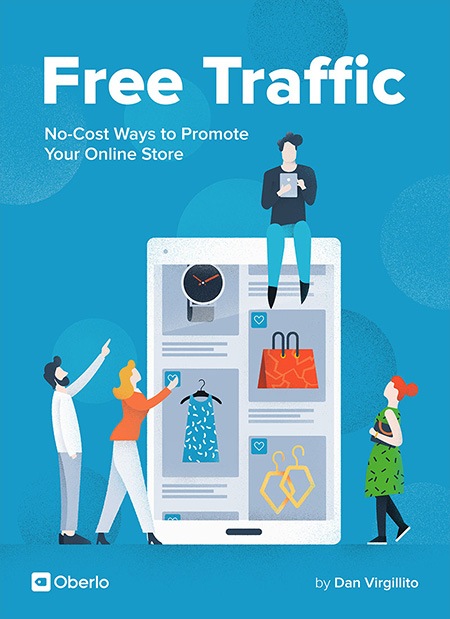 Free Traffic
No-Cost Ways to Promote
Your Online Store
Oberlo
by Dan Virgillito